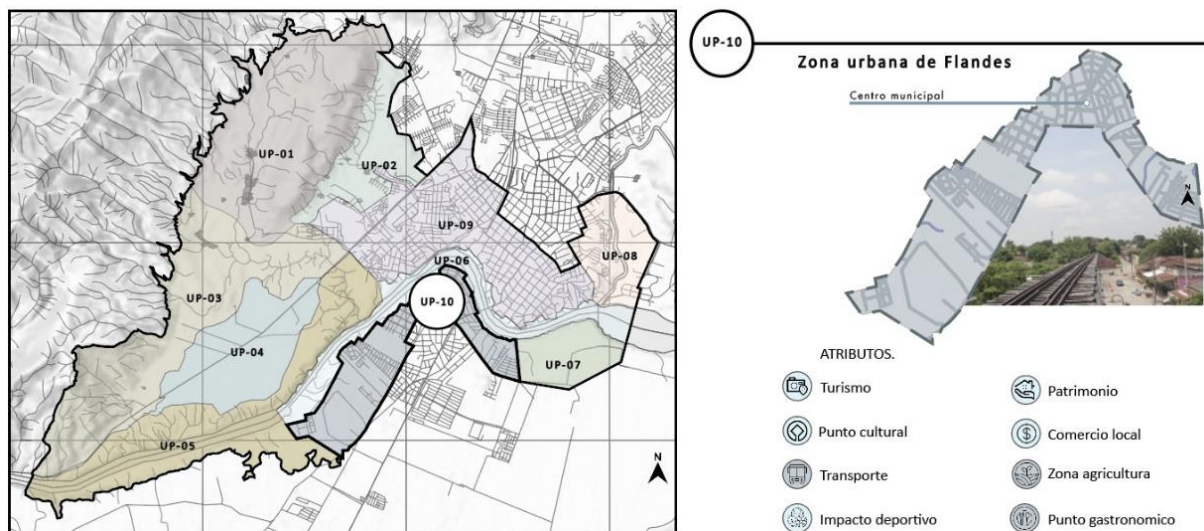 UP-01
UP-02
UP-09
UP-08
UP-06
UP-03
UP-10
UP-04
UP-07
UP-05
N
UP-10
Zona urbana de Flandes
Centro municipal
N
ATRIBUTOS.
Turismo
Patrimonio
Punto cultural
Comercio local
Transporte
Zona agricultura
Impacto deportivo
Punto gastronomico